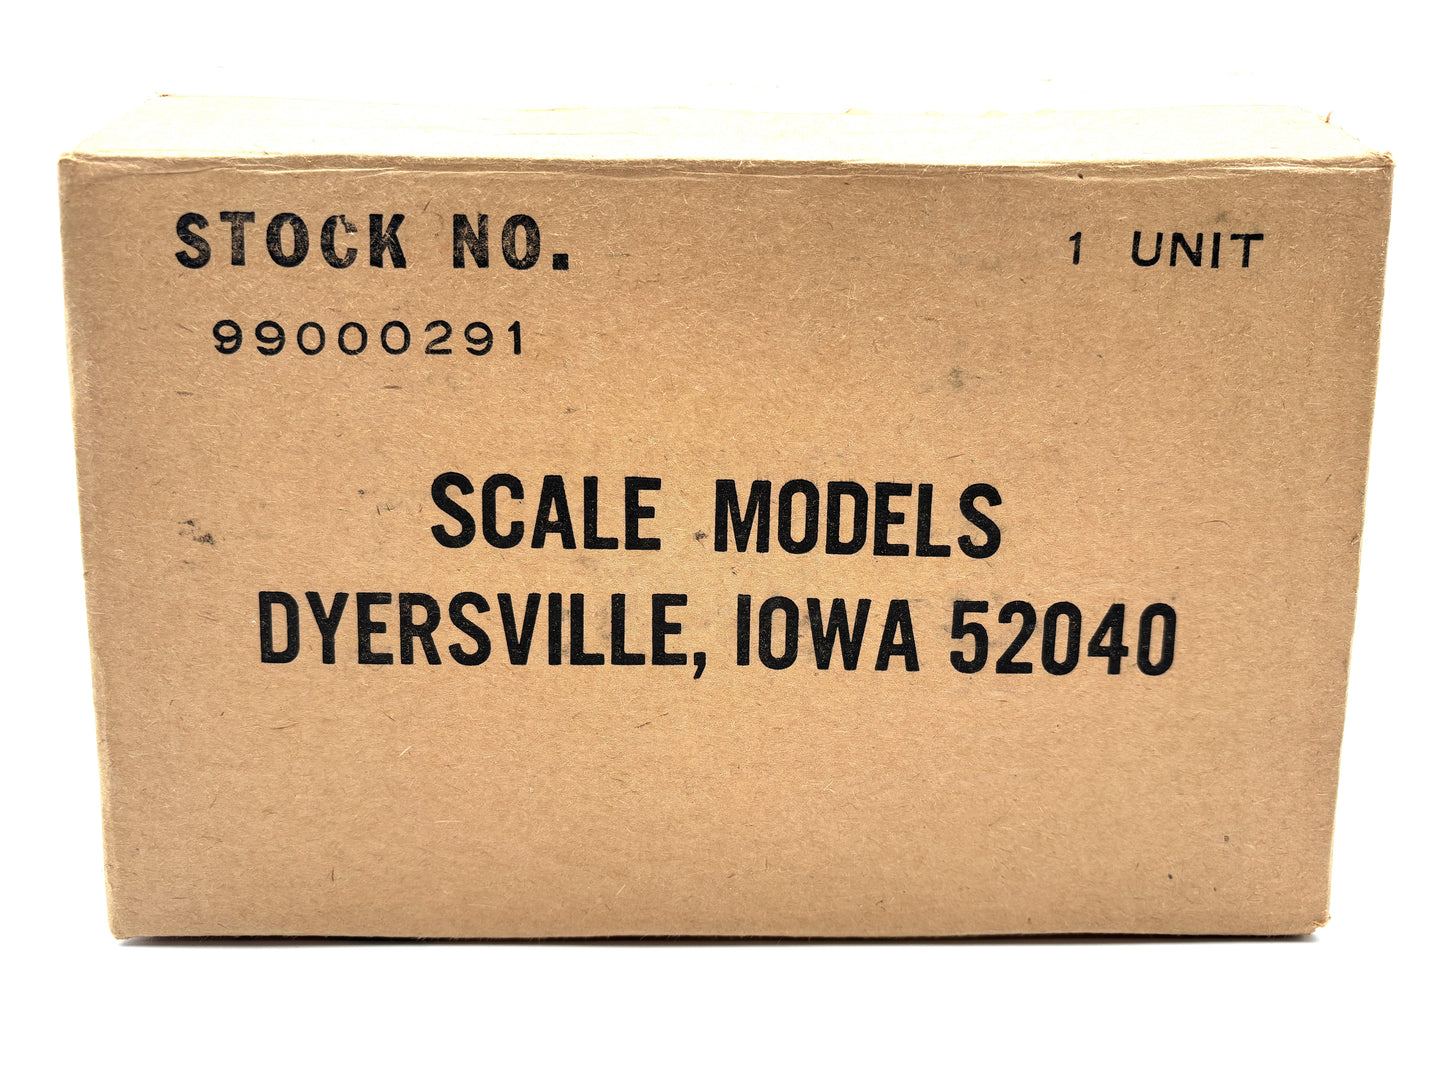 STOCK NO.
1 UNIT
99000291
SCALE MODELS
DYERSVILLE, IOWA 52040